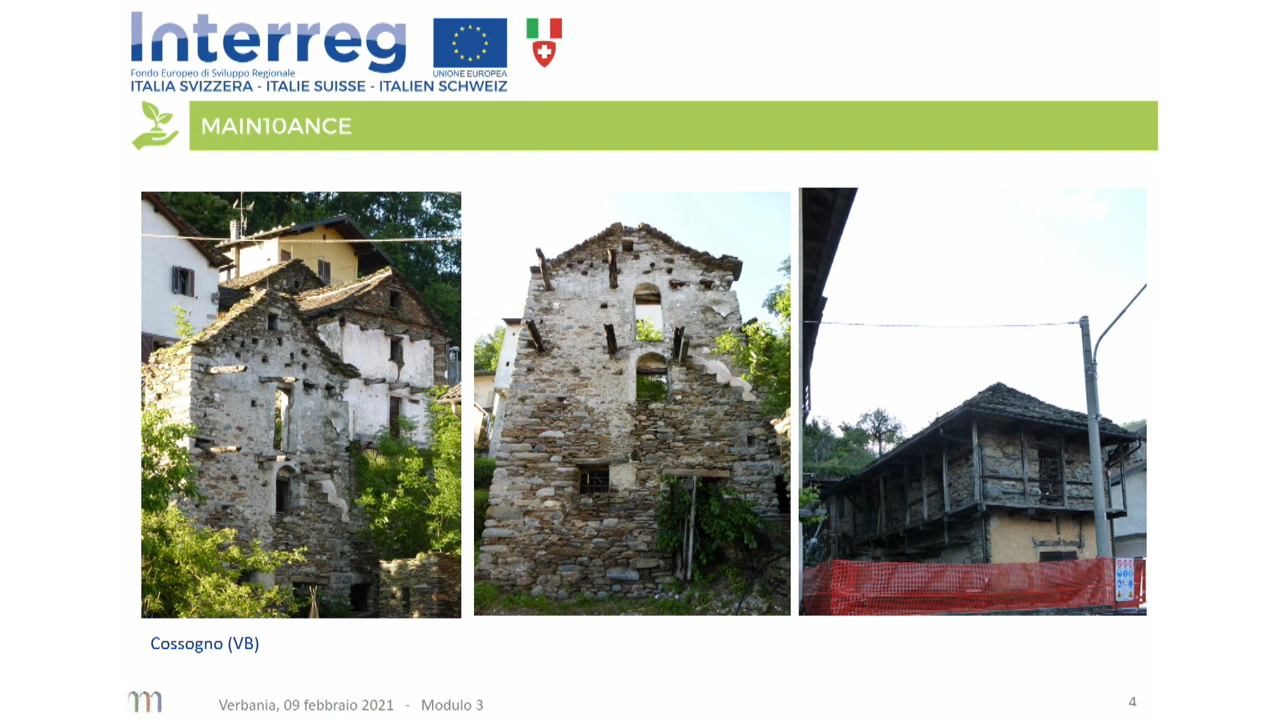 Interreg
Fondo Europeo di Sviluppo Regionale
UNIONE EUROPEA
ITALIA SVIZZERA - ITALIE SUISSE - ITALIEN SCHWEIZ
MAIN10ANCE
Cossogno (VB)
Verbania, 09 febbraio 2021 - Modulo 3
4